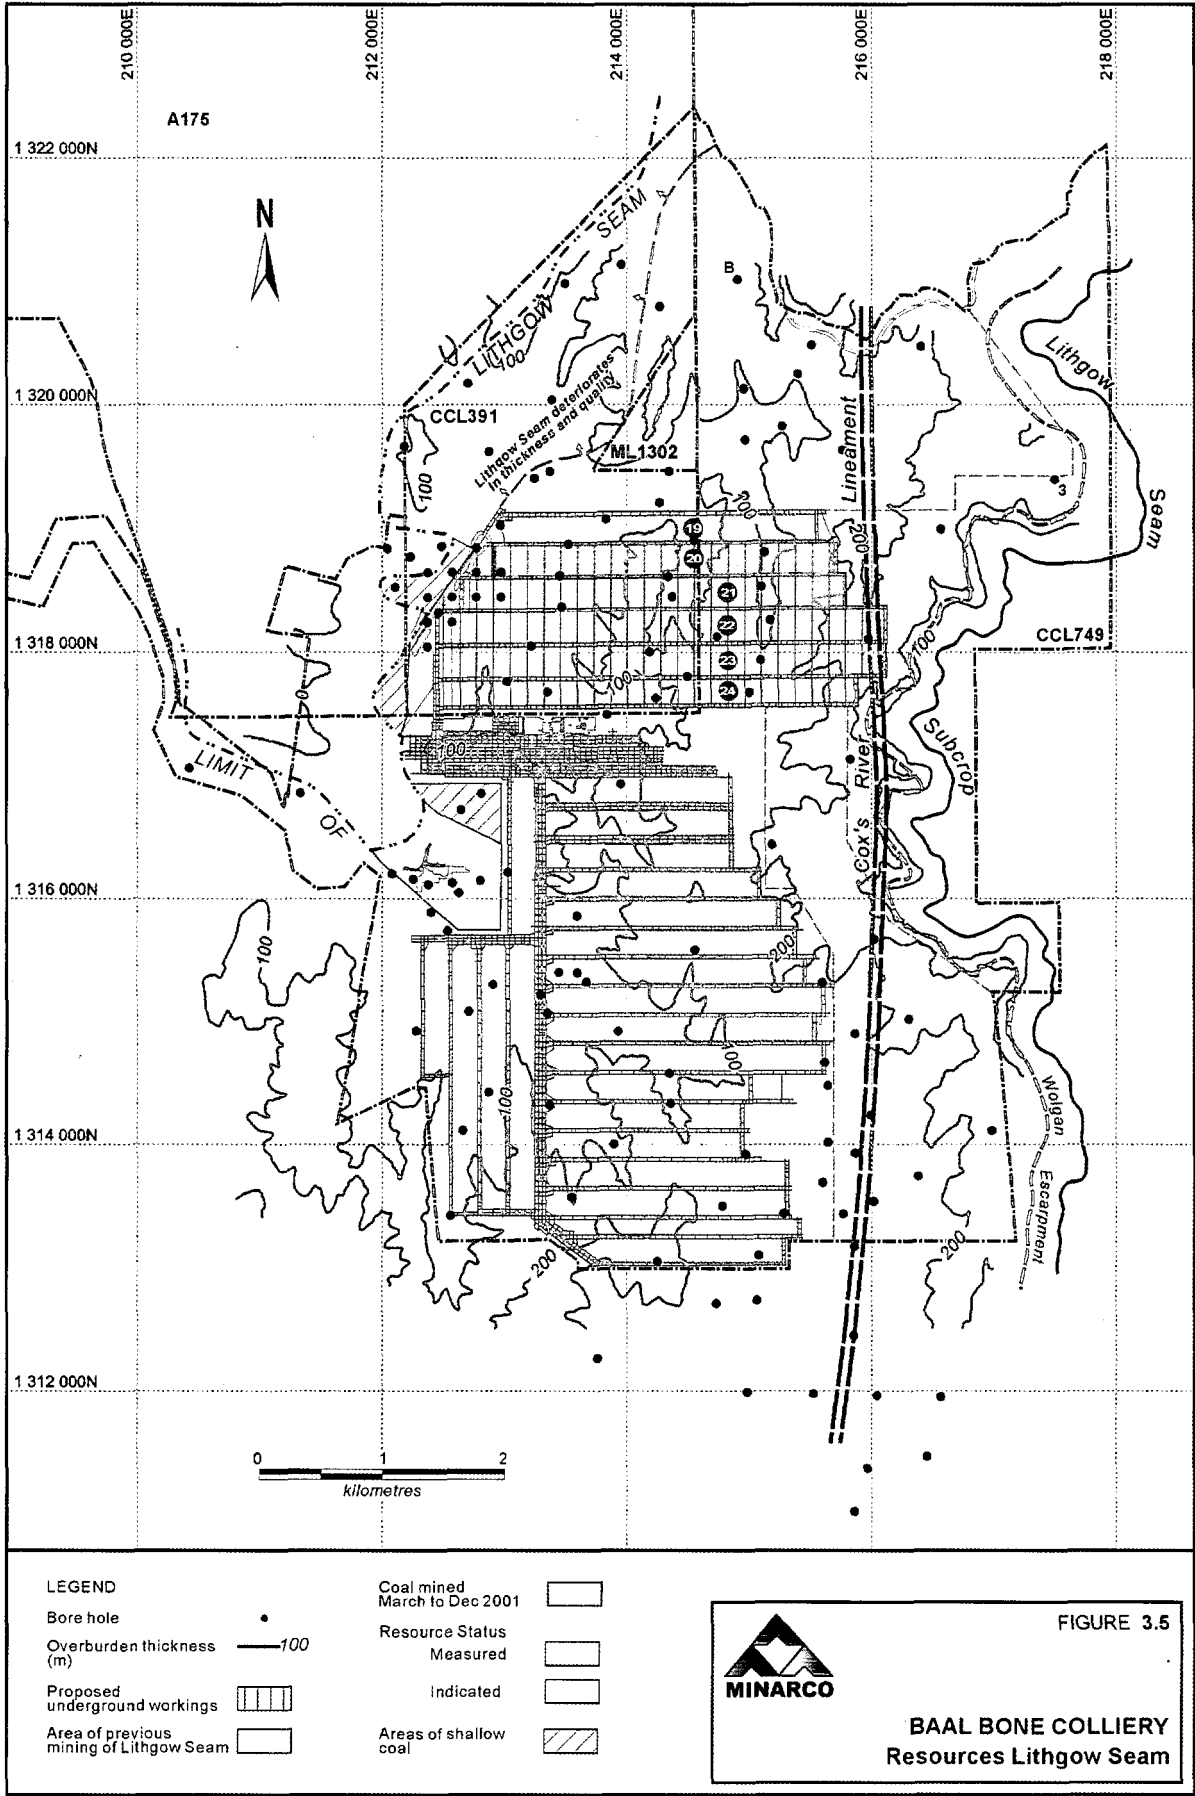 210 000E
212 000E
214 000E
216 000E
218 000E
A175
1 322 000N
N
SEAM
B
LITHGOW
100
Lithgow
1 320 000N
CCL391
Lithgow Seam deteriorates
in thickness and quality
ML1302
Lineament
100
100
3
Seam
19
200
20
21
22
100
CCL749
1 318 000N
23
100
24
0
100
LIMIT
River
Subcrop
OF
Cox's
1 316 000N
100
200
100
100
Wolgan
1 314 000N
Escarpment
200
200
1 312 000N
0 1 2
kilometres
LEGEND
Bore hole
Overburden thickness
(m)
100
Proposed
underground workings
Area of previous
mining of Lithgow Seam
Coal mined
March to Dec 2001
Resource Status
Measured
Indicated
Areas of shallow
coal
MINARCO
FIGURE 3.5
BAAL BONE COLLIERY
Resources Lithgow Seam